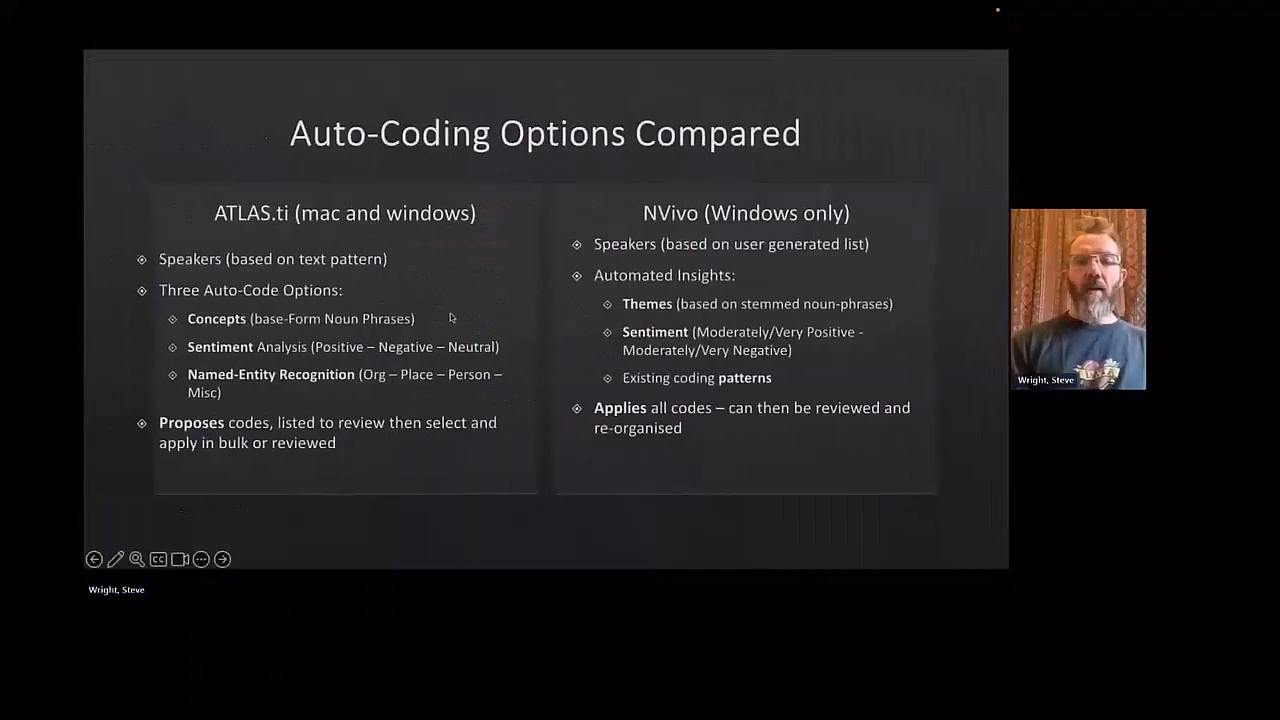 Auto-Coding Options Compared
ATLAS.ti (mac and windows)
Speakers (based on text pattern)
Three Auto-Code Options:
Concepts (base-Form Noun Phrases)
Sentiment Analysis (Positive – Negative – Neutral)
Named-Entity Recognition (Org – Place – Person –
Misc)
Proposes codes, listed to review then select and
apply in bulk or reviewed
NVivo (Windows only)
Speakers (based on user generated list)
Automated Insights:
Themes (based on stemmed noun-phrases)
Sentiment (Moderately/Very Positive -
Moderately/Very Negative)
Existing coding patterns
Applies all codes – can then be reviewed and
re-organised
Wright, Steve
CC
Wright, Steve